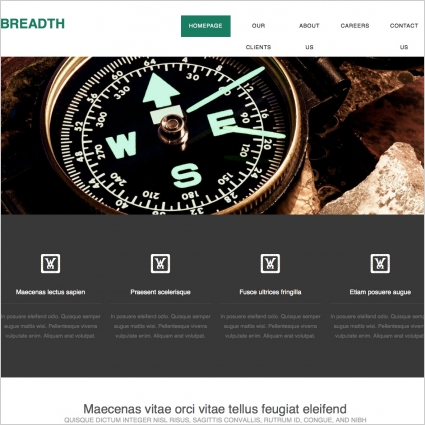 BREADTH
HOMEPAGE
OUR
CLIENTS
ABOUT
US
CAREERS
CONTACT
US
W
E
S
Maecenas lectus sapien
Praesent scelerisque
Fusce ultrices fringilla
Etiam posuere augue
In posuere eleifend odio. Quisque semper
augue mattis wisi. Pellentesque viverra
vulputate enim. Aliquam erat volutpat.
In posuere eleifend odio. Quisque semper
augue mattis wisi. Pellentesque viverra
vulputate enim. Aliquam erat volutpat.
In posuere eleifend odio. Quisque semper
augue mattis wisi. Pellentesque viverra
vulputate enim. Aliquam erat volutpat.
In posuere eleifend odio. Quisque semper
augue mattis wisi. Pellentesque viverra
vulputate enim. Aliquam erat volutpat.
Maecenas vitae orci vitae tellus feugiat eleifend
QUISQUE DICTUM INTEGER NISL RISUS, SAGITTIS CONVALLIS, RUTRUM ID, CONGUE, AND NIBH